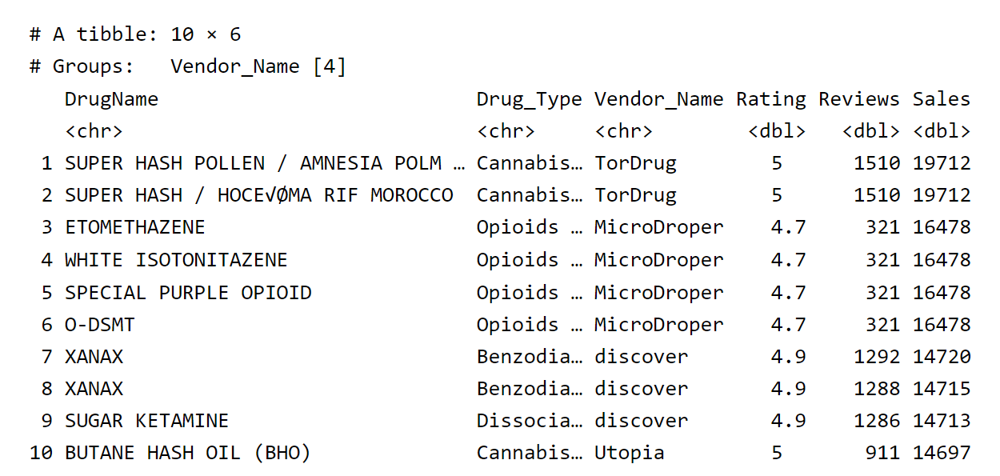 # A tibble: 10 × 6
# Groups:   Vendor_Name [4]
   DrugName                           Drug_Type Vendor_Name Rating Reviews Sales
   <chr>                              <chr>     <chr>        <dbl>   <dbl> <dbl>
 1 SUPER HASH POLLEN / AMNESIA POLM … Cannabis… TorDrug        5      1510 19712
 2 SUPER HASH / HOCE√∅MA RIF MOROCCO  Cannabis… TorDrug        5      1510 19712
 3 ETOMETHAZENE                       Opioids … MicroDroper    4.7     321 16478
 4 WHITE ISOTONITAZENE                Opioids … MicroDroper    4.7     321 16478
 5 SPECIAL PURPLE OPIOID              Opioids … MicroDroper    4.7     321 16478
 6 O-DSMT                             Opioids … MicroDroper    4.7     321 16478
 7 XANAX                              Benzodia… discover       4.9    1292 14720
 8 XANAX                              Benzodia… discover       4.9    1288 14715
 9 SUGAR KETAMINE                     Dissocia… discover       4.9    1286 14713
10 BUTANE HASH OIL (BHO)              Cannabis… Utopia         5       911 14697